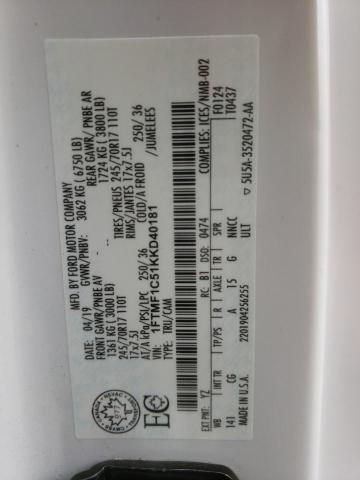 MFD. BY FORD MOTOR COMPANY
04/19 GVWR/PNBV: 3062 KG ( 6750 LB)
FRONT GAWR/PNBE AV REAR GAWR/ PNBE AR
1361 KG ( 3000 LB) 1724 KG ( 3800 LB)
245/70R17 110T TIRES/PNEUS 245/70R17 110T
17x7.5J RIMS/JANTES 17x7.5J
AT/A kPa/PSI/LPC 250/ 36 COLD/A FROID 250/ 36
VIN: 1FTMF1C51KKD40181 /JUMELEES
TYPE: TRU/CAM
COMPLIES: ICES/NMB-002
F0124
T0437
EXT PNT: YZ RC: B1 DSO: 0474
WB INT TR TP/PS R AXLE TR SPR
141 CG A 15 G NNCC
ULT
2201904256255 5U5A-3520472-AA
CANADA NSVAC
CMVSS